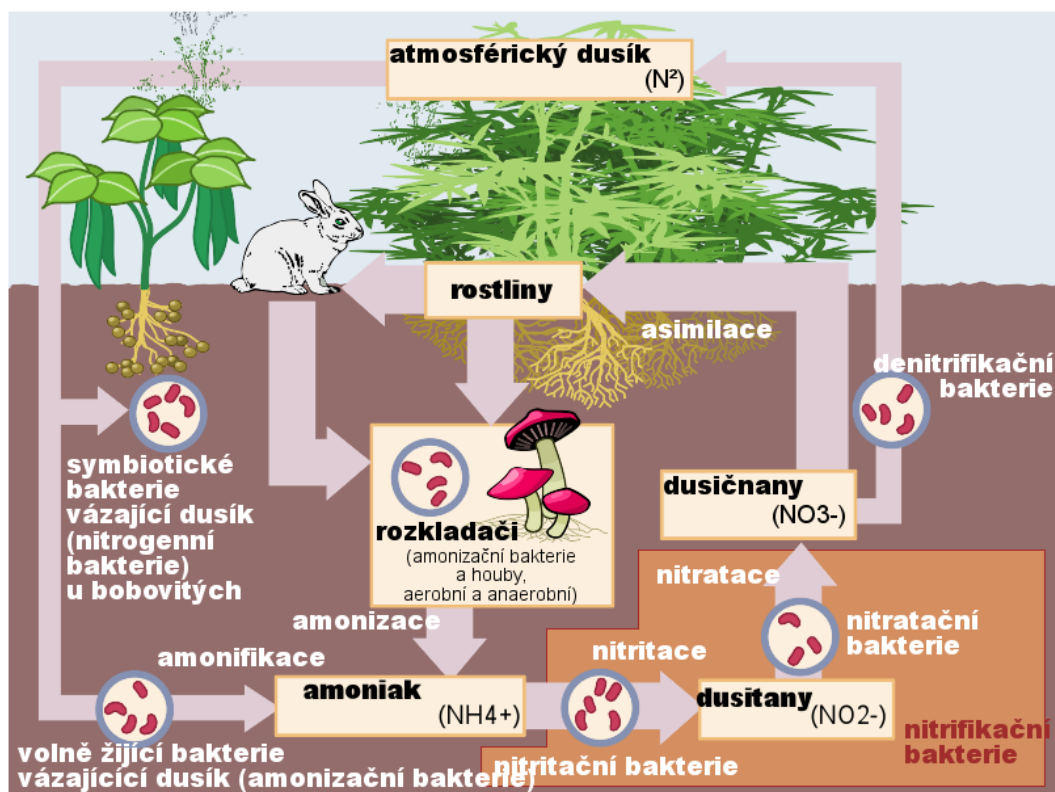 atmosférický dusík
(N²)
rostliny
asimilace
denitrifikační
bakterie
symbiotické
bakterie
vázající dusík
(nitrogenní
bakterie)
u bobovitých
rozkladači
(amonizační bakterie
a houby,
aerobní a anaerobní)
dusičnany
(NO3-)
nitratace
amonizace
nitratační
bakterie
amonifikace
nitritace
amoniak
(NH4+)
dusitany
(NO2-)
nitrifikační
bakterie
volně žijící bakterie
vázajícící dusík (amonizační bakterie)
nitritační bakterie